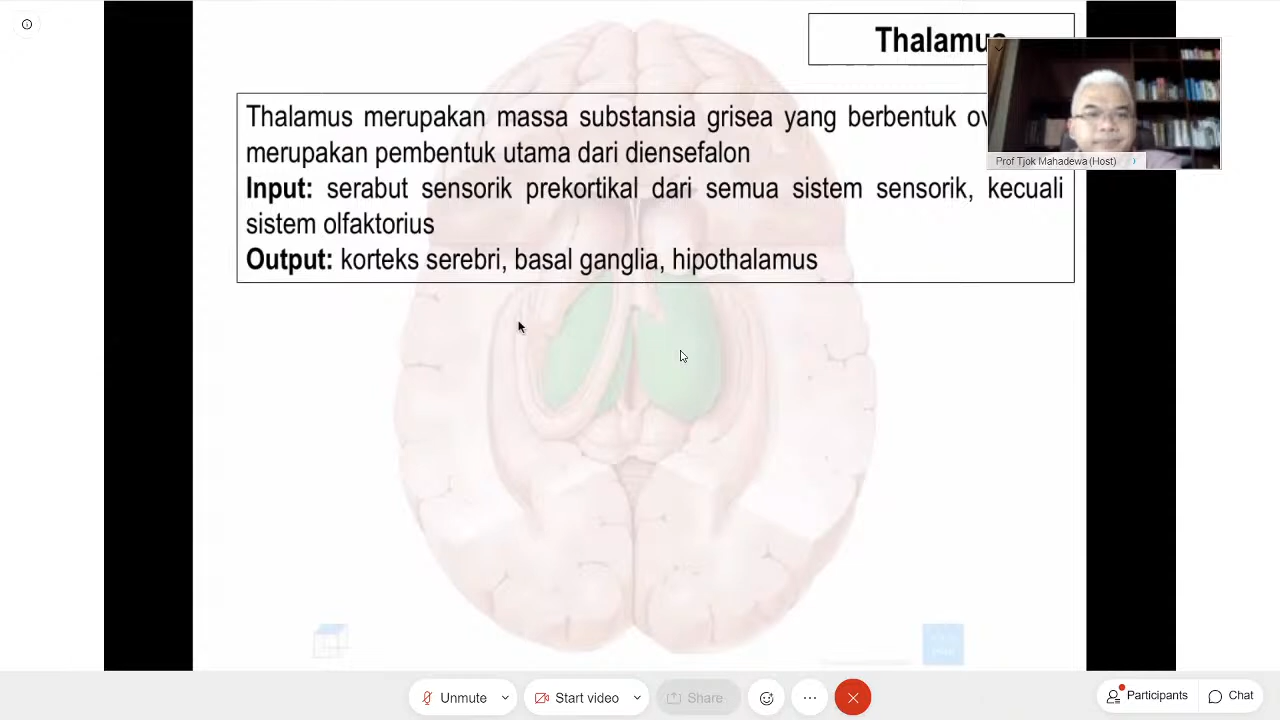 Thalamus
Thalamus merupakan massa substansia grisea yang berbentuk
merupakan pembentuk utama dari diensefalon
Input: serabut sensorik prekortikal dari semua sistem sensorik, kecuali
sistem olfaktorius
Output: korteks serebri, basal ganglia, hipothalamus
Prof Tjok Mahadewa (Host)
Unmute
Start video
Share
Participants
Chat